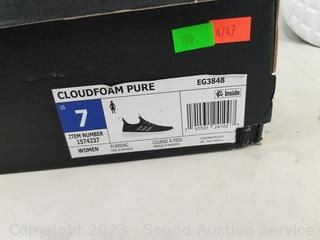 190.
4747
CLOUDFOAM PURE
EG3848
US
7
Inside
ITEM NUMBER
1574237
WOMEN
RUNNING
COURSE A PIED
Copyright 2023 - Sound Auction Service